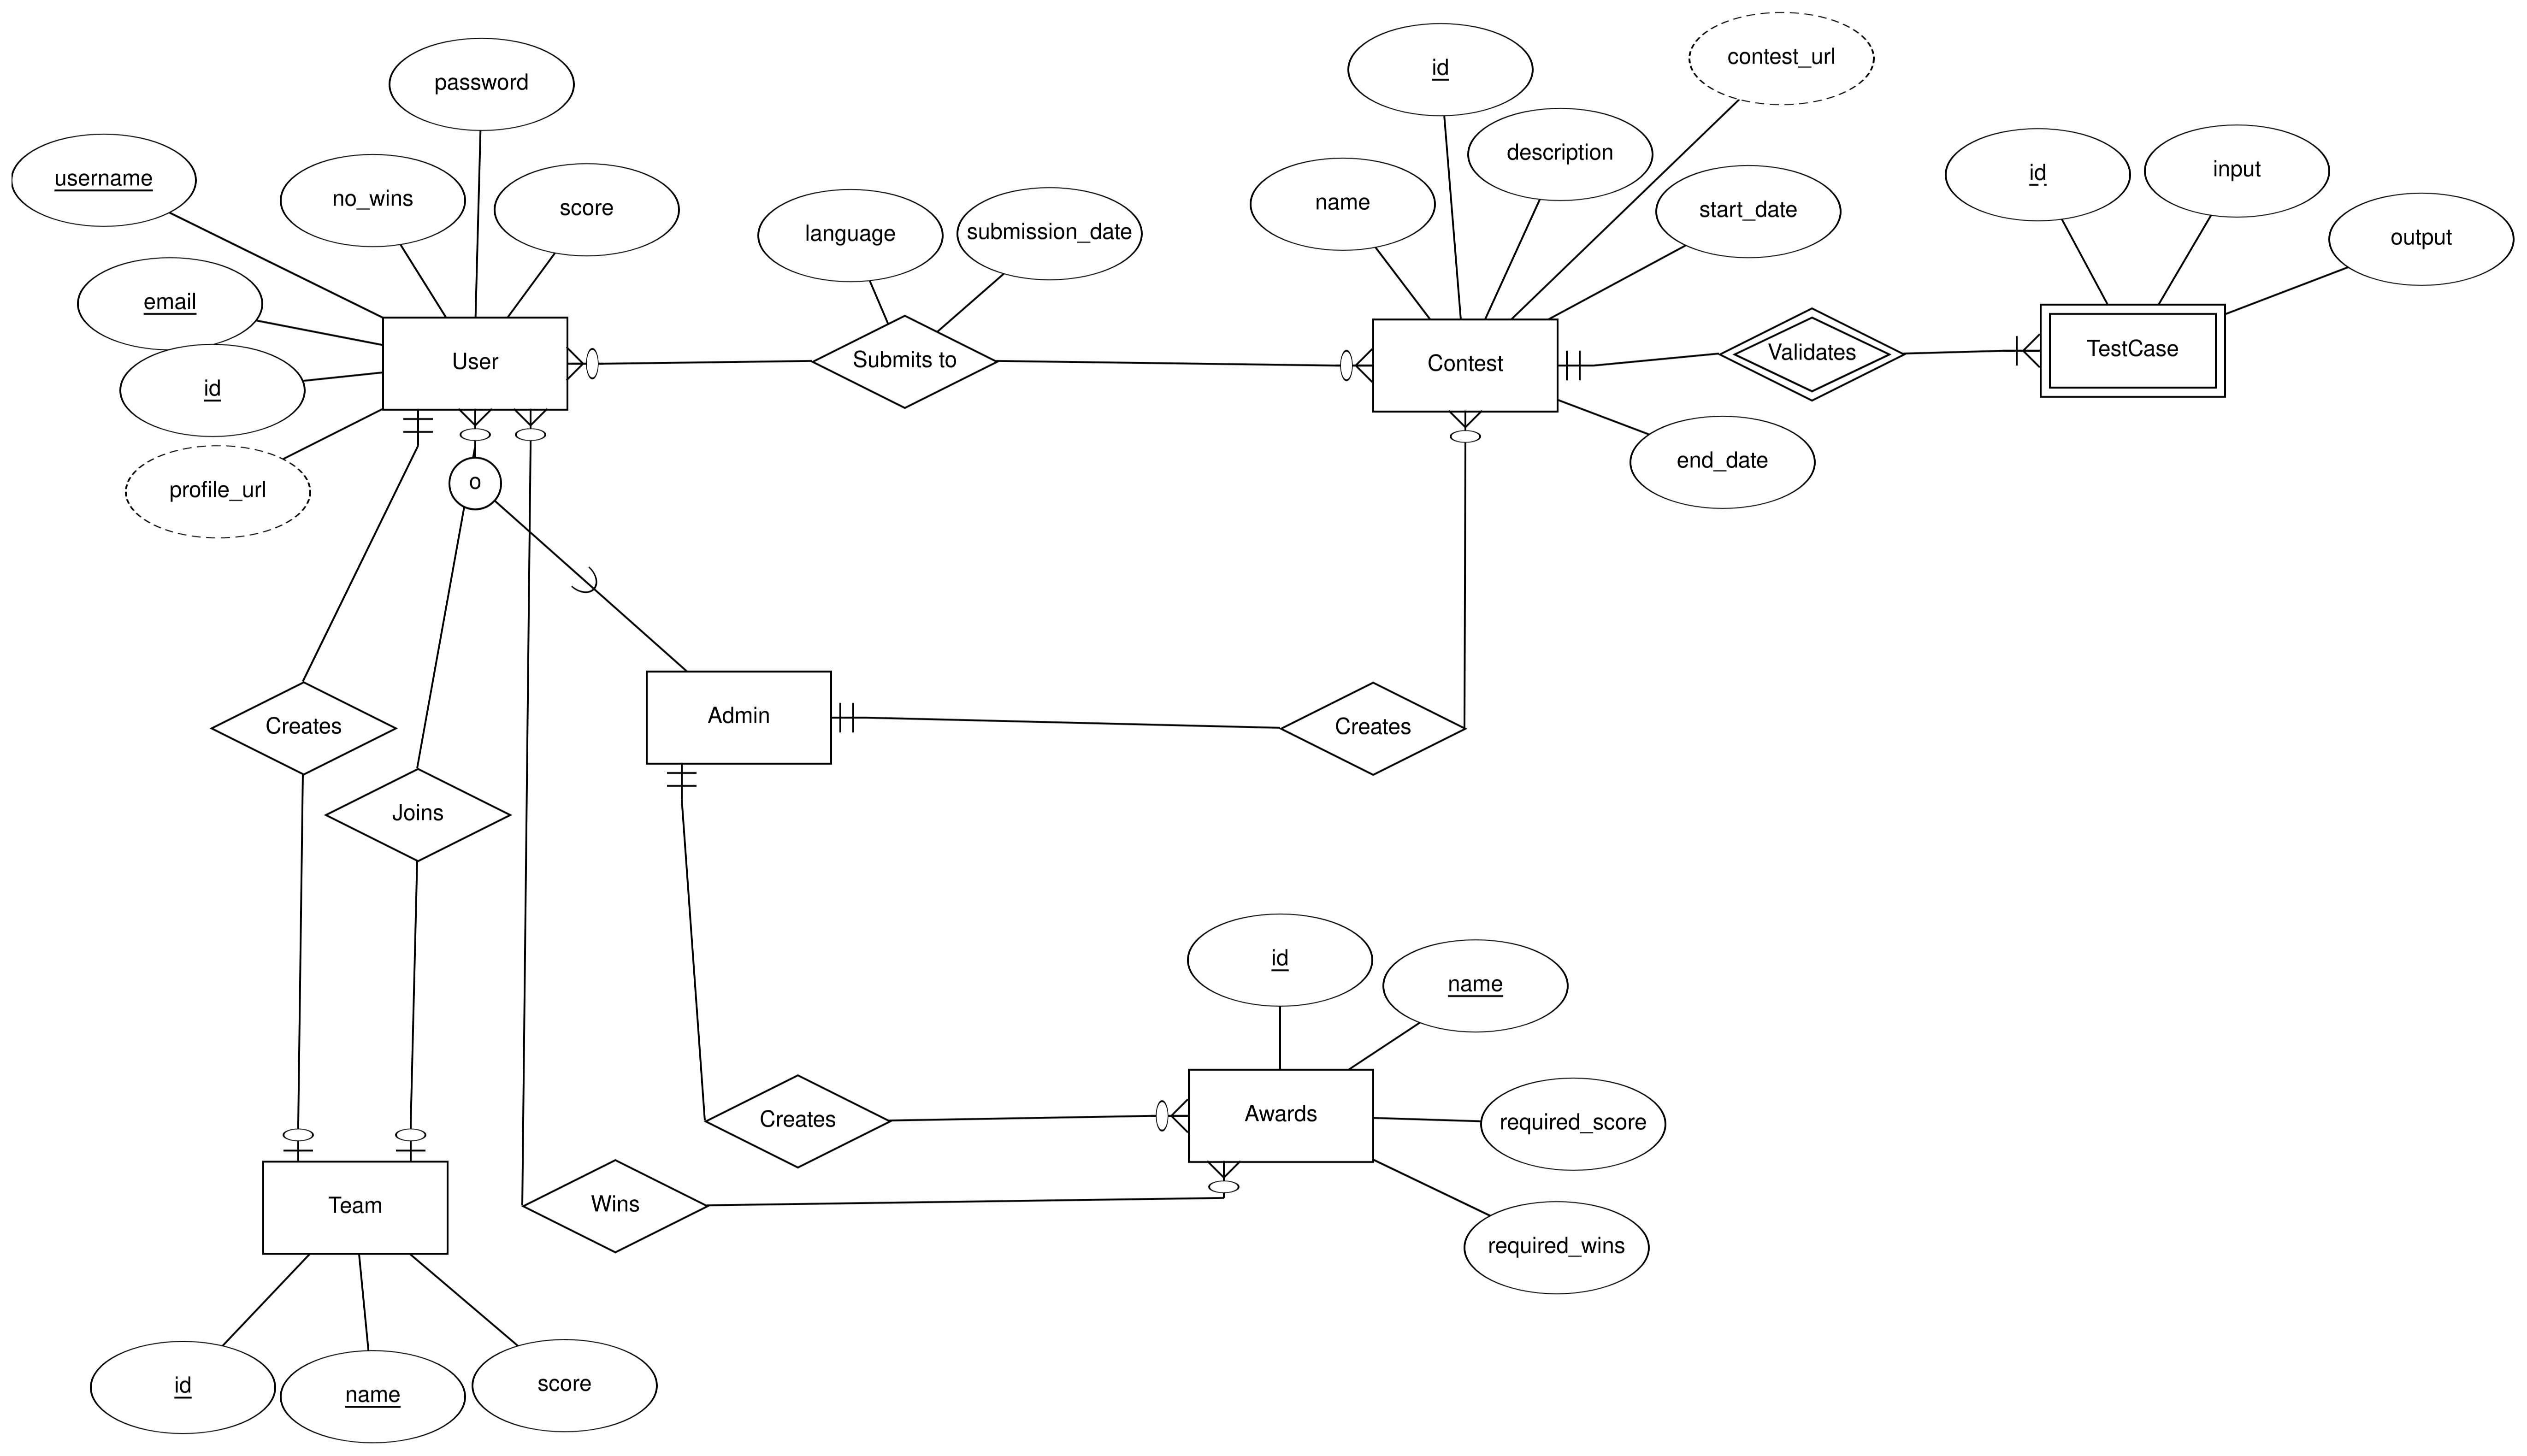 contest_url
id
password
description
input
id
username
no_wins
name
score
start_date
language
submission_date
output
email
User
Submits to
Contest
Validates
TestCase
id
end_date
profile_url
o
Admin
Creates
Creates
Joins
id
name
Awards
required_score
Creates
Wins
Team
required_wins
id
name
score